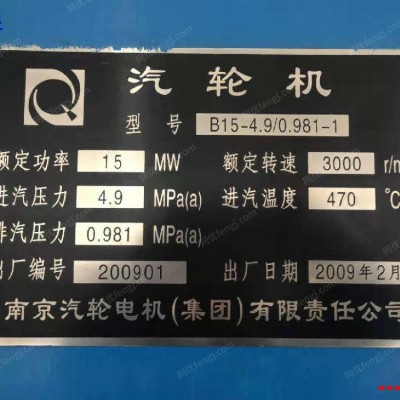 汽轮机
型号 B15-4.9/0.981-1
额定功率 15 MW 额定转速 3000 r/m
进汽压力 4.9 MPa(a) 进汽温度 470 ℃
排汽压力 0.981 MPa(a)
出厂编号 200901 出厂日期 2009年2月
南京汽轮电机(集团)有限责任公司